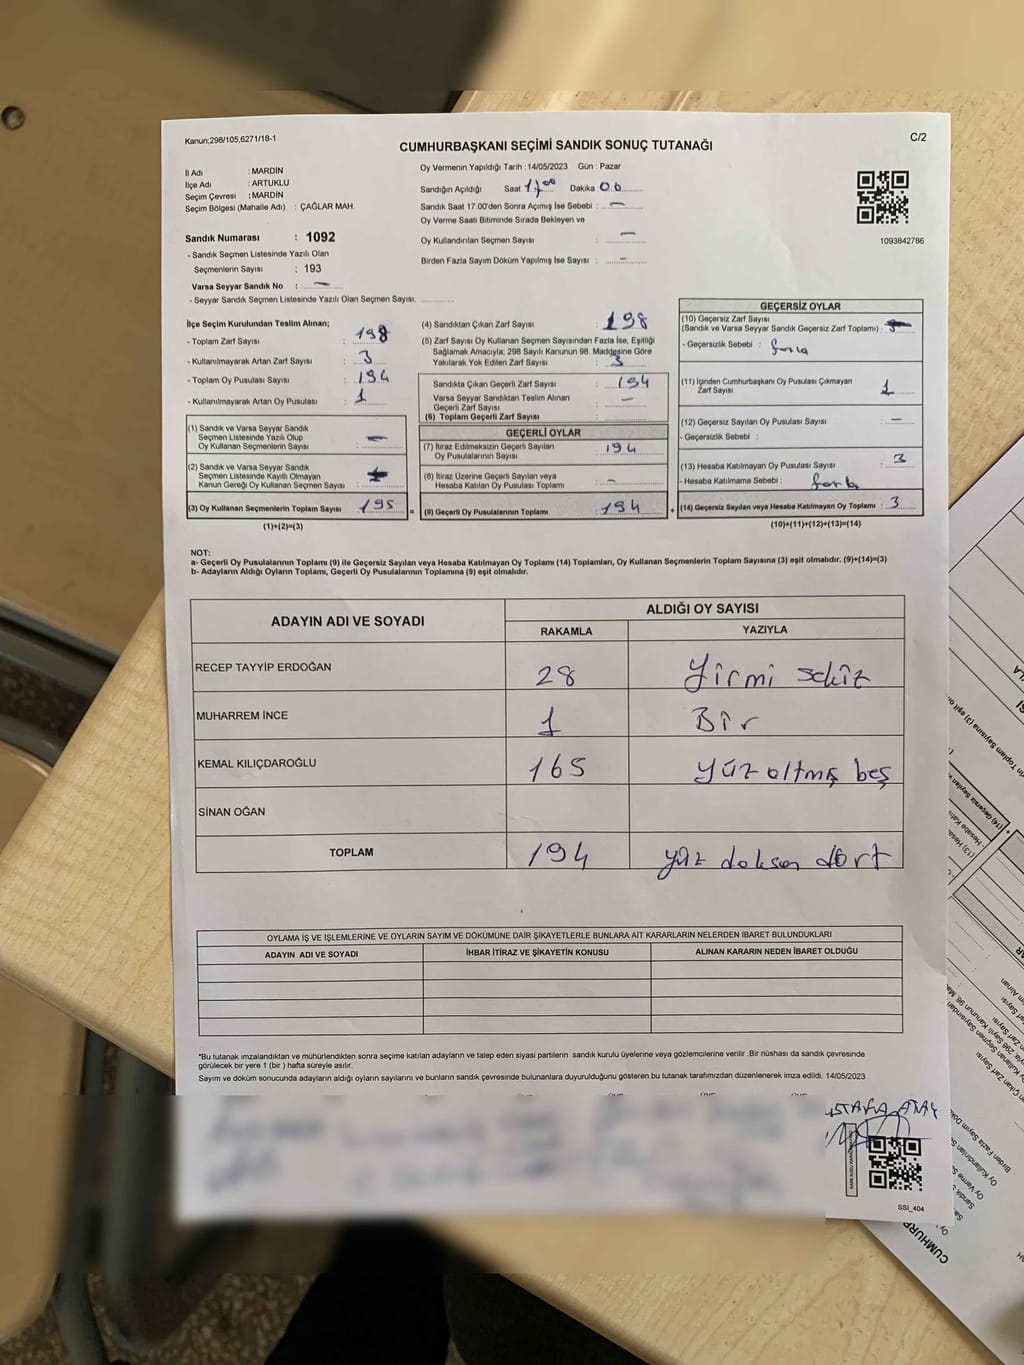 Kanun;298/105,6271/18-1
C/2
CUMHURBAŞKANI SEÇİMİ SANDIK SONUÇ TUTANAĞI
İl Adı : MARDİN
İlçe Adı : ARTUKLU
Seçim Çevresi : MARDİN
Seçim Bölgesi (Mahalle Adı) : ÇAĞLAR MAH.
Oy Vermenin Yapıldığı Tarih : 14/05/2023 Gün : Pazar
Sandığın Açıldığı Saat 17.00 Dakika 00
Sandık Saat 17.00'den Sonra Açımış İse Sebebi : -
Oy Verme Saati Bitiminde Sırada Bekleyen ve
Oy Kullandırılan Seçmen Sayısı : -
Birden Fazla Sayım Döküm Yapılmış İse Sayısı : -
1093842786
Sandık Numarası : 1092
- Sandık Seçmen Listesinde Yazılı Olan
Seçmenlerin Sayısı : 193
Varsa Seyyar Sandık No : -
- Seyyar Sandık Seçmen Listesinde Yazılı Olan Seçmen Sayısı:
İlçe Seçim Kurulundan Teslim Alınan;
- Toplam Zarf Sayısı : 198
- Kullanılmayarak Artan Zarf Sayısı : 3
- Toplam Oy Pusulası Sayısı : 194
- Kullanılmayarak Artan Oy Pusulası : 1
(1) Sandık ve Varsa Seyyar Sandık
Seçmen Listesinde Yazılı Olup
Oy Kullanan Seçmenlerin Sayısı : -
(2) Sandık ve Varsa Seyyar Sandık
Seçmen Listesinde Kayıtlı Olmayan
Kanun Gereği Oy Kullanan Seçmen Sayısı :
(3) Oy Kullanan Seçmenlerin Toplam Sayısı : 195
(1)+(2)=(3)
(4) Sandıktan Çıkan Zarf Sayısı : 198
(5) Zarf Sayısı Oy Kullanan Seçmen Sayısından Fazla İse, Eşitliği
Sağlamak Amacıyla; 298 Sayılı Kanunun 98. Maddesine Göre
Yakılarak Yok Edilen Zarf Sayısı : 3
Sandıkta Çıkan Geçerli Zarf Sayısı : 194
Varsa Seyyar Sandıktan Teslim Alınan
Geçerli Zarf Sayısı : -
(6) Toplam Geçerli Zarf Sayısı :
GEÇERLİ OYLAR
(7) İtiraz Edilmeksizin Geçerli Sayılan
Oy Pusulalarının Sayısı : 194
(8) İtiraz Üzerine Geçerli Sayılan veya
Hesaba Katılan Oy Pusulası Toplamı : -
(9) Geçerli Oy Pusulalarının Toplamı : 194
GEÇERSİZ OYLAR
(10) Geçersiz Zarf Sayısı
(Sandık ve Varsa Seyyar Sandık Geçersiz Zarf Toplamı) :
- Geçersizlik Sebebi :
(11) İçinden Cumhurbaşkanı Oy Pusulası Çıkmayan
Zarf Sayısı : 1
(12) Geçersiz Sayılan Oy Pusulası Sayısı : -
- Geçersizlik Sebebi :
(13) Hesaba Katılmayan Oy Pusulası Sayısı : 3
- Hesaba Katılmama Sebebi :
(14) Geçersiz Sayılan veya Hesaba Katılmayan Oy Toplamı : 3
(10)+(11)+(12)+(13)=(14)
NOT:
a- Geçerli Oy Pusulalarının Toplamı (9) ile Geçersiz Sayılan veya Hesaba Katılmayan Oy Toplamı (14) Toplamları, Oy Kullanan Seçmenlerin Toplam Sayısına (3) eşit olmalıdır. (9)+(14)=(3)
b- Adayların Aldığı Oyların Toplamı, Geçerli Oy Pusulalarının Toplamına (9) eşit olmalıdır.
ADAYIN ADI VE SOYADI ALDIĞI OY SAYISI
RAKAMLA YAZIYLA
RECEP TAYYİP ERDOĞAN 28 Yirmi sekiz
MUHARREM İNCE 1 Bir
KEMAL KILIÇDAROĞLU 165 yüz altmış beş
SİNAN OĞAN
TOPLAM 194 yüz doksan dört
OYLAMA İŞ VE İŞLEMLERİNE VE OYLARIN SAYIM VE DÖKÜMÜNE DAİR ŞİKAYETLERLE BUNLARA AİT KARARLARIN NELERDEN İBARET BULUNDUKLARI
ADAYIN ADI VE SOYADI İHBAR İTİRAZ VE ŞİKAYETİN KONUSU ALINAN KARARIN NEDEN İBARET OLDUĞU
*Bu tutanak imzalandıktan ve mühürlendikten sonra seçime katılan adayların ve talep eden siyasi partilerin sandık kurulu üyelerine veya gözlemcilerine verilir .Bir nüshası da sandık çevresinde
görülecek bir yere 1 (bir ) hafta süreyle asılır.
Sayım ve döküm sonucunda adayların aldığı oyların sayılarını ve bunların sandık çevresinde bulunanlara duyurulduğunu gösteren bu tutanak tarafımızdan düzenlenerek imza edildi. 14/05/2023
SSİ_404